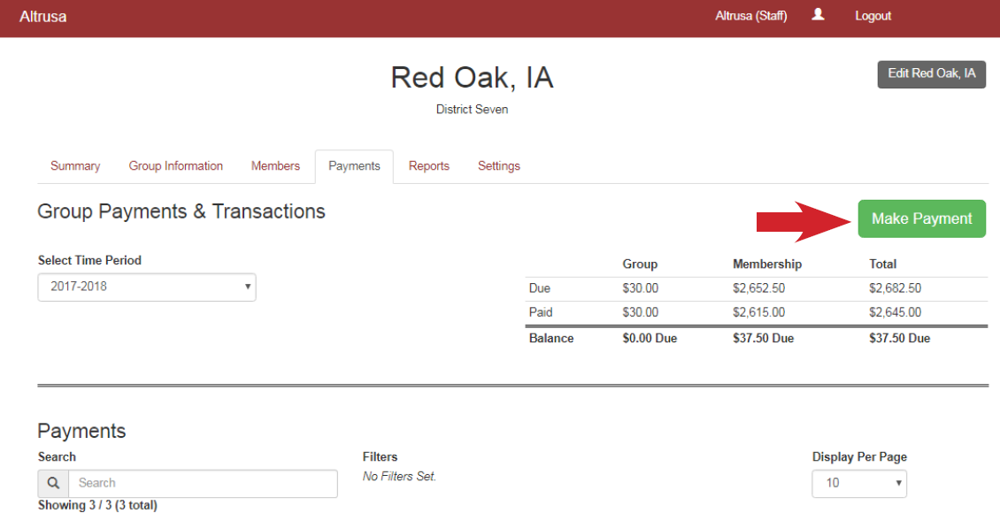 Altrusa Altrusa (Staff) Logout
Red Oak, IA Edit Red Oak, IA
District Seven
Summary Group Information Members Payments Reports Settings
Group Payments & Transactions Make Payment
Select Time Period
2017-2018
Group Membership Total
Due $30.00 $2,652.50 $2,682.50
Paid $30.00 $2,615.00 $2,645.00
Balance $0.00 Due $37.50 Due $37.50 Due
Payments
Search Filters Display Per Page
Search No Filters Set. 10
Showing 3 / 3 (3 total)